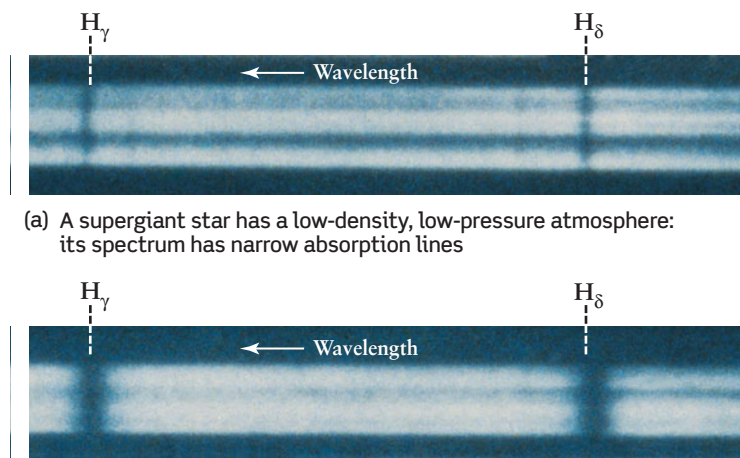 Hγ Hδ
← Wavelength
(a) A supergiant star has a low-density, low-pressure atmosphere:
its spectrum has narrow absorption lines
Hγ Hδ
← Wavelength